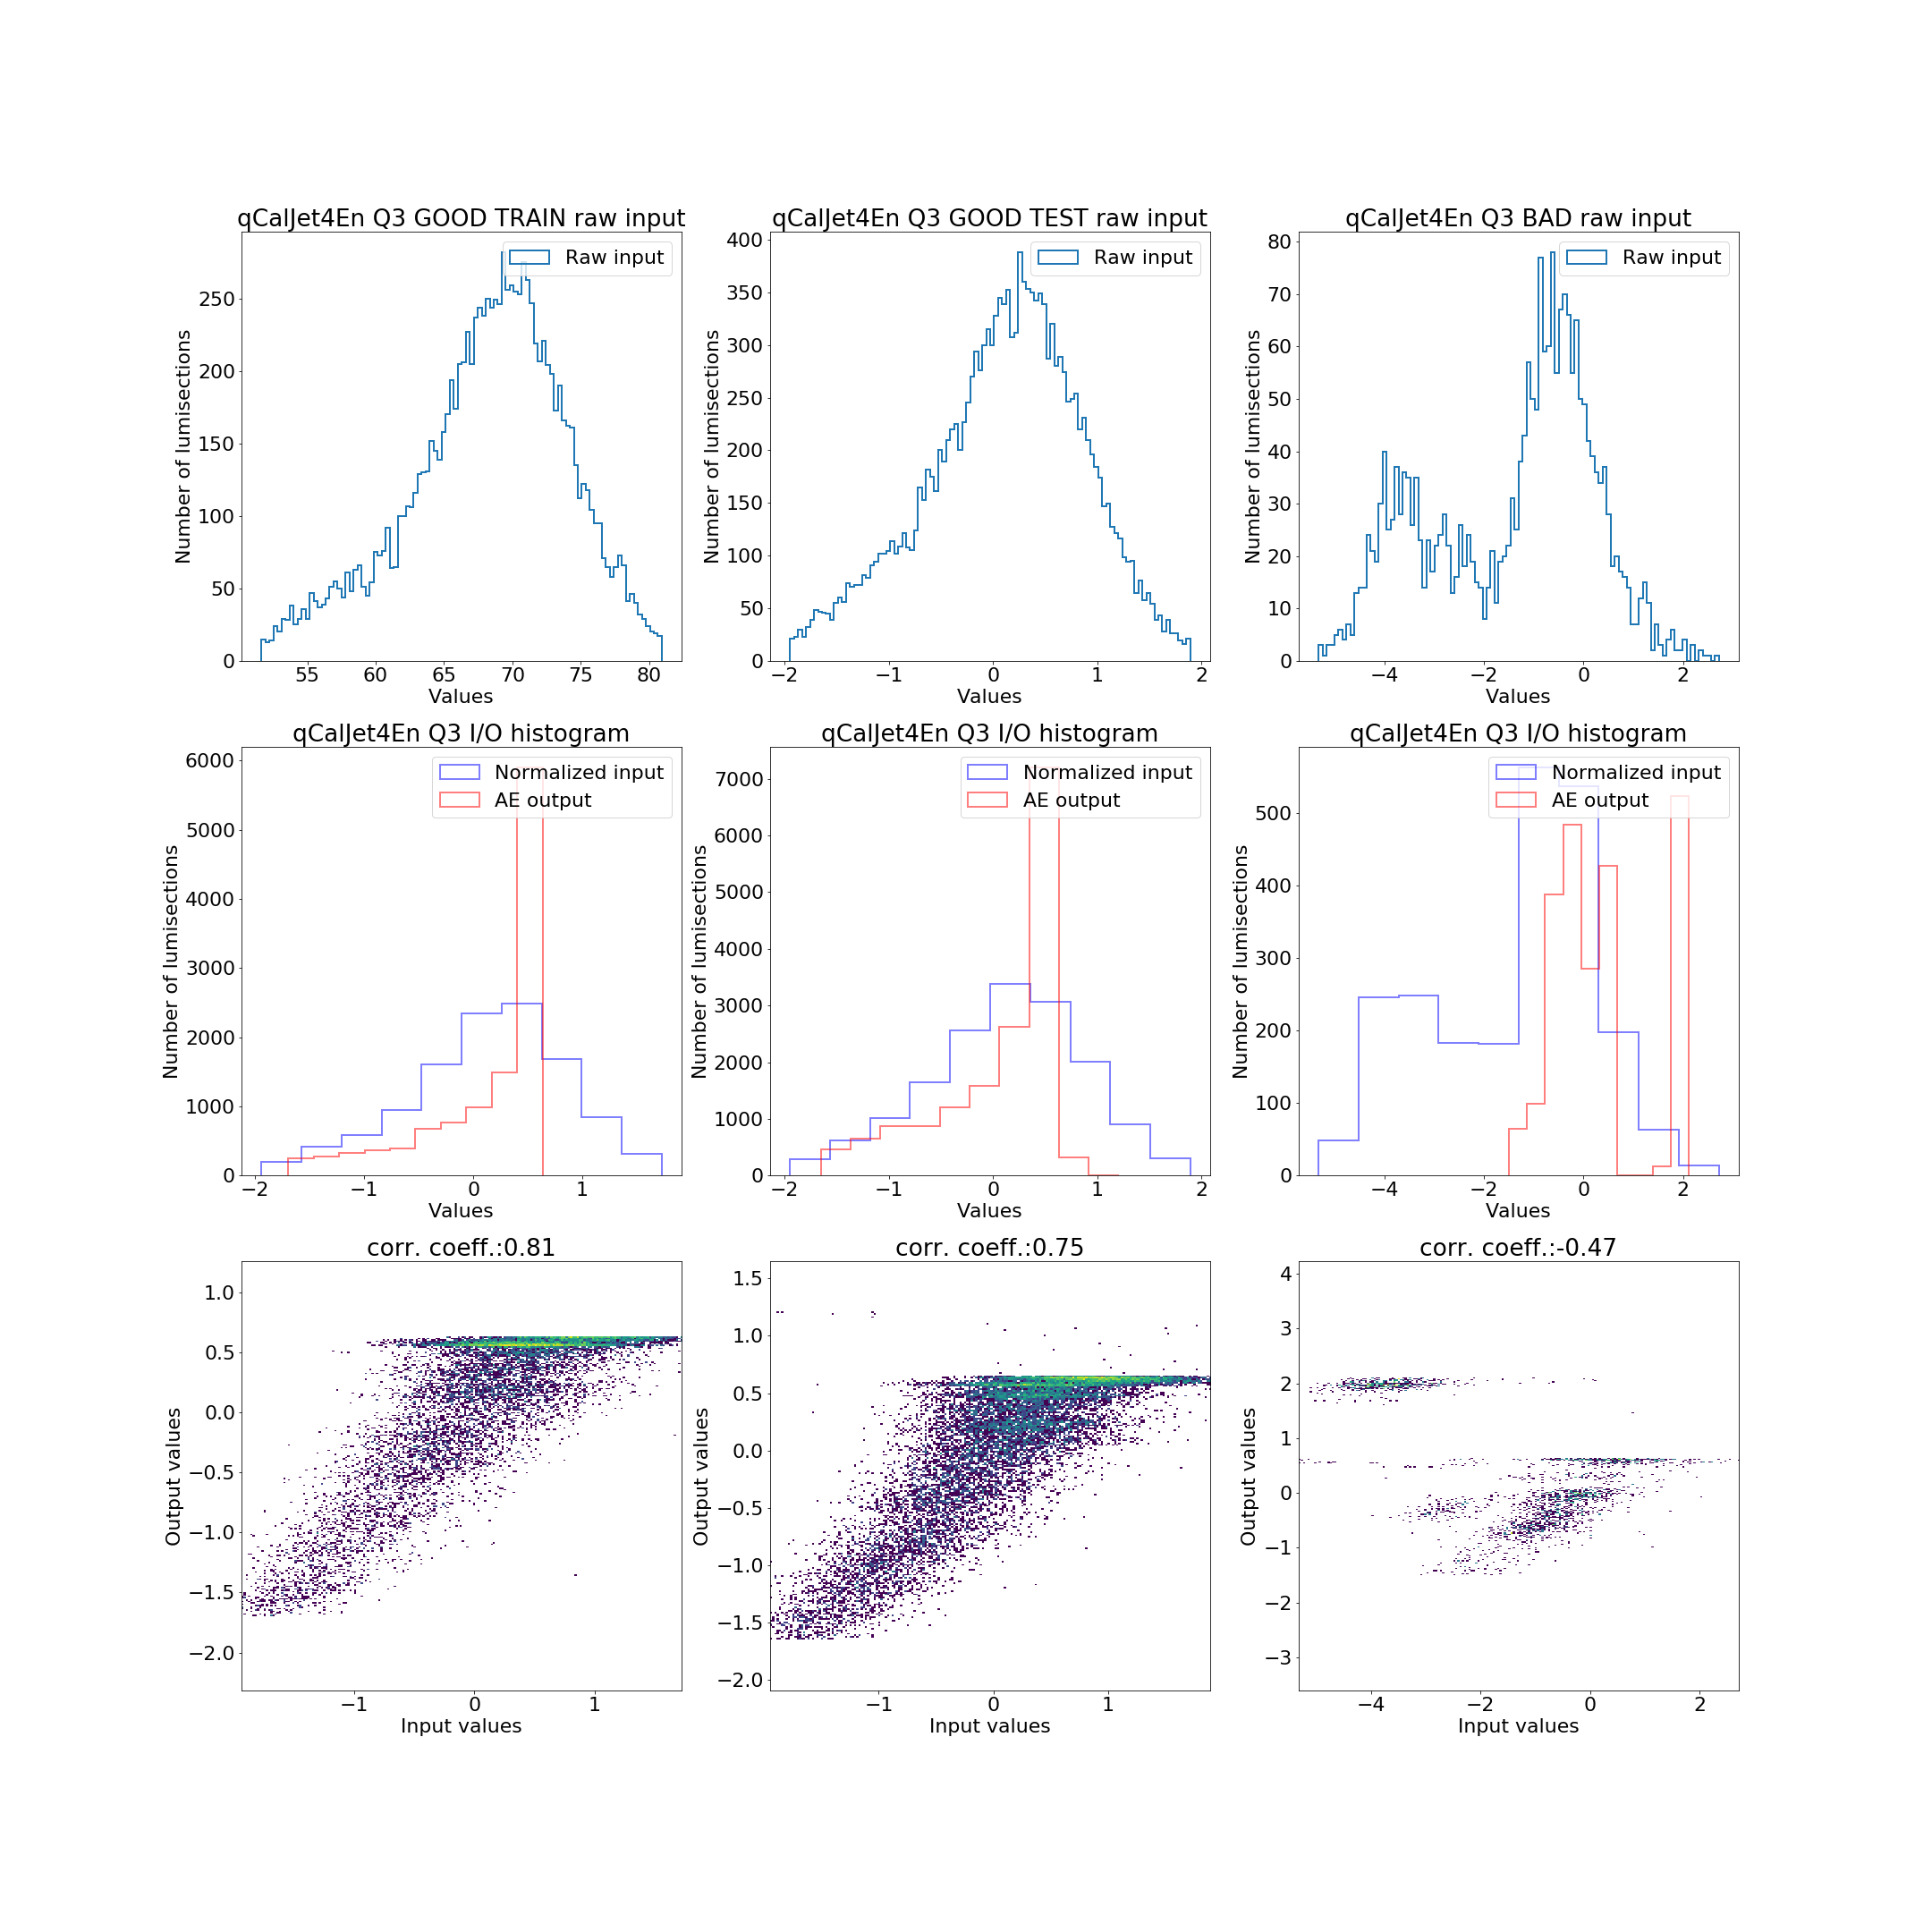 qCalJet4En Q3 GOOD TRAIN raw input
Raw input
Number of lumisections
250
200
150
100
50
0
55 60 65 70 75 80
Values
qCalJet4En Q3 GOOD TEST raw input
Raw input
Number of lumisections
400
350
300
250
200
150
100
50
0
−2 −1 0 1 2
Values
qCalJet4En Q3 BAD raw input
Raw input
Number of lumisections
80
70
60
50
40
30
20
10
0
−4 −2 0 2
Values
qCalJet4En Q3 I/O histogram
Normalized input
AE output
Number of lumisections
6000
5000
4000
3000
2000
1000
0
−2 −1 0 1
Values
qCalJet4En Q3 I/O histogram
Normalized input
AE output
Number of lumisections
7000
6000
5000
4000
3000
2000
1000
0
−2 −1 0 1 2
Values
qCalJet4En Q3 I/O histogram
Normalized input
AE output
Number of lumisections
500
400
300
200
100
0
−4 −2 0 2
Values
corr. coeff.:0.81
Output values
1.0
0.5
0.0
−0.5
−1.0
−1.5
−2.0
−1 0 1
Input values
corr. coeff.:0.75
Output values
1.5
1.0
0.5
0.0
−0.5
−1.0
−1.5
−2.0
−1 0 1
Input values
corr. coeff.:-0.47
Output values
4
3
2
1
0
−1
−2
−3
−4 −2 0 2
Input values